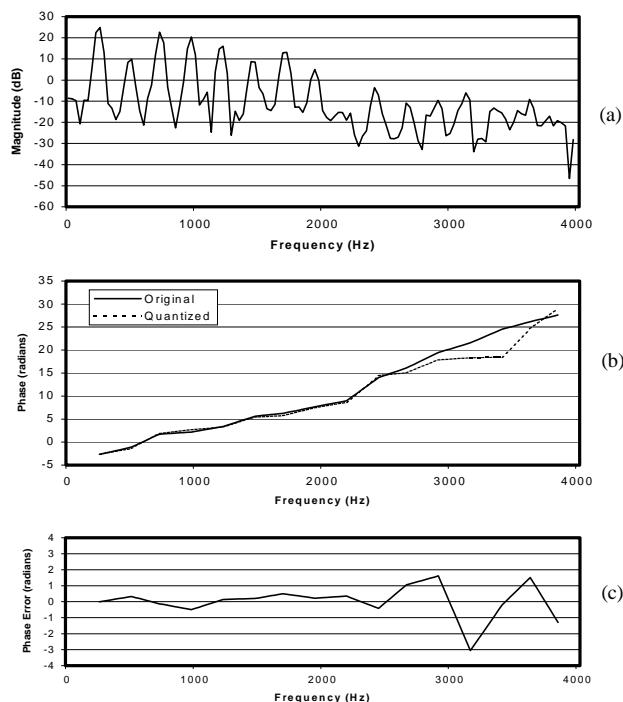 30
20
10
0
-10
-20
-30
-40
-50
-60
Magnitude (dB)
0 1000 2000 3000 4000
Frequency (Hz)
(a)
35
30
25
20
15
10
5
0
-5
Phase (radians)
Original
Quantized
0 1000 2000 3000 4000
Frequency (Hz)
(b)
4
3
2
1
0
-1
-2
-3
-4
Phase Error (radians)
0 1000 2000 3000 4000
Frequency (Hz)
(c)